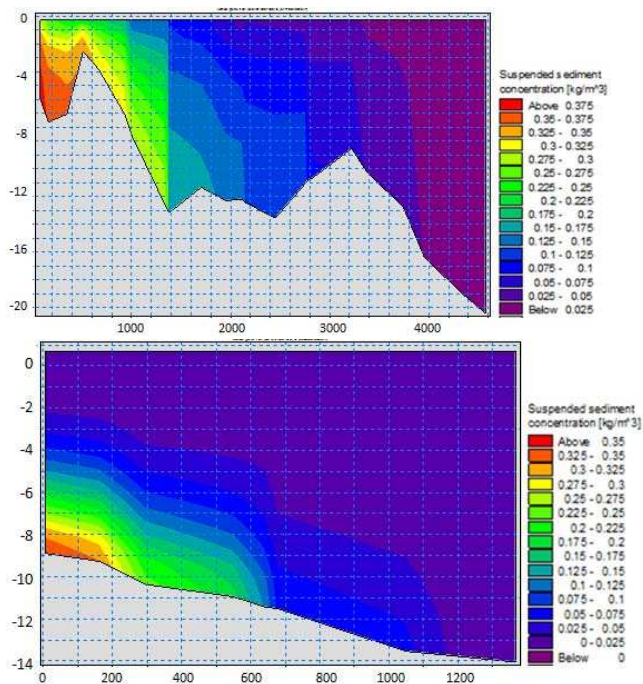 0
-4
-8
-12
-16
-20
1000
2000
3000
4000
Suspended sediment
concentration [kg/m^3]
Above 0.375
0.35 - 0.375
0.325 - 0.35
0.3 - 0.325
0.275 - 0.3
0.25 - 0.275
0.225 - 0.25
0.2 - 0.225
0.175 - 0.2
0.15 - 0.175
0.125 - 0.15
0.1 - 0.125
0.075 - 0.1
0.05 - 0.075
0.025 - 0.05
Below 0.025
0
-2
-4
-6
-8
-10
-12
-14
0
200
400
600
800
1000
1200
Suspended sediment
concentration [kg/m^3]
Above 0.35
0.325 - 0.35
0.3 - 0.325
0.275 - 0.3
0.25 - 0.275
0.225 - 0.25
0.2 - 0.225
0.175 - 0.2
0.15 - 0.175
0.125 - 0.15
0.1 - 0.125
0.075 - 0.1
0.05 - 0.075
0.025 - 0.05
0 - 0.025
Below 0